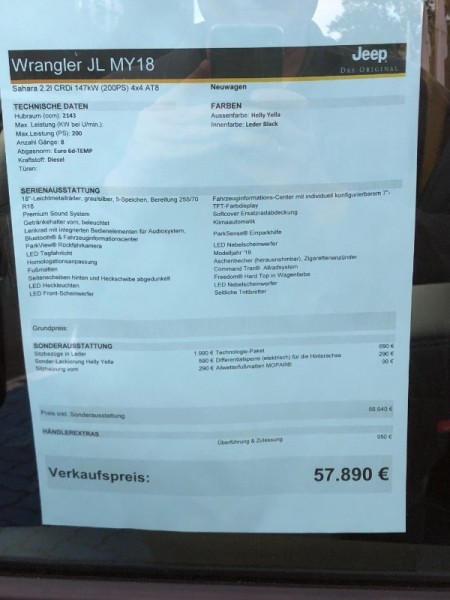 Wrangler JL MY18
Jeep
DAS ORIGINAL
Sahara 2.2l CRDi 147kW (200PS) 4x4 AT8 Neuwagen
TECHNISCHE DATEN FARBEN
Hubraum (ccm): 2143 Aussenfarbe: Helly Yella
Max. Leistung (KW bei U/min.): Innenfarbe: Leder Black
Max.Leistung (PS): 200
Anzahl Gänge: 8
Abgasnorm: Euro 6d-TEMP
Kraftstoff: Diesel
Türen:
SERIENAUSSTATTUNG
18"-Leichtmetallräder, grau/silber, 5-Speichen, Bereifung 255/70 Fahrzeuginformations-Center mit individuell konfigurierbarem 7"-
R18 TFT-Farbdisplay
Premium Sound System Softcover Ersatzradabdeckung
Getränkehalter vorn, beleuchtet Klimaautomatik
Lenkrad mit integrierten Bedienelementen für Audiosystem,
Bluetooth® & Fahrzeuginformationscenter ParkSense® Einparkhilfe
ParkView® Rückfahrkamera LED Nebelscheinwerfer
LED Tagfahrlicht Modelljahr
Homologationsanpassung Aschenbecher (herausnehmbar), Zigarettenanzünder
Fußmatten Command Trac® Allradsystem
Seitenscheiben hinten und Heckscheibe abgedunkelt Freedom® Hard Top in Wagenfarbe
LED Heckleuchten LED Nebelscheinwerfer
LED Front-Scheinwerfer Seitliche Trittbretter
Grundpreis:
SONDERAUSSTATTUNG
Sitzbezüge in Leder 1.990 € Technologie-Paket 690 €
Sonder-Lackierung Helly Yella 890 € Differentialsperre (elektrisch) für die Hinterachse 290 €
Sitzheizung vorn 290 € Allwetterfußmatten MOPAR® €
Preis inkl. Sonderausstattung €
HÄNDLEREXTRAS
Überführung & Zulassung 950 €
Verkaufspreis: 57.890 €